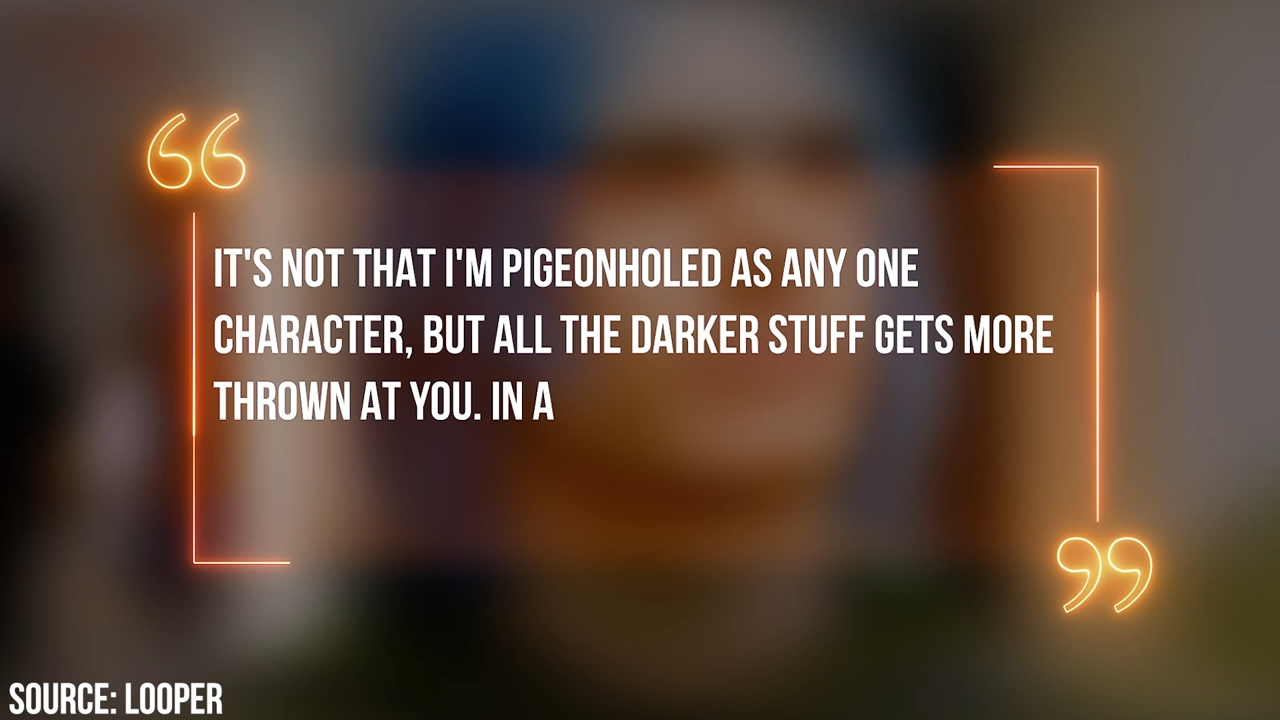 IT'S NOT THAT I'M PIGEONHOLED AS ANY ONE
CHARACTER, BUT ALL THE DARKER STUFF GETS MORE
THROWN AT YOU. IN A
SOURCE: LOOPER